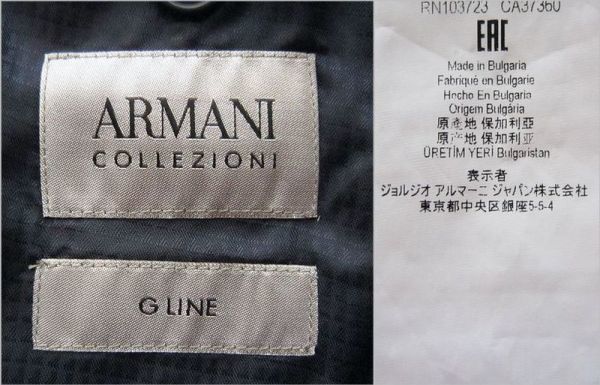 ARMANI
COLLEZIONI
G LINE
RN103723 CA37360
EAC
Made in Bulgaria
Fabriqué en Bulgarie
Hecho En Bulgaria
Origem Bulgária
原產地 保加利亞
原产地 保加利亚
ÜRETİM YERİ Bulgaristan
表示者
ジョルジオ アルマーニ ジャパン株式会社
東京都中央区銀座5-5-4